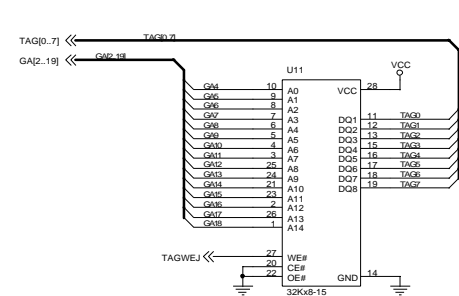 TAG[0..7] TAG[0..7]
GA[2..19] GA[2..19]
U11 VCC
GA4 10 A0 VCC 28
GA5 9 A1
GA6 8 A2
GA7 7 A3 DQ1 11 TAG0
GA8 6 A4 DQ2 12 TAG1
GA9 5 A5 DQ3 13 TAG2
GA10 4 A6 DQ4 15 TAG3
GA11 3 A7 DQ5 16 TAG4
GA12 25 A8 DQ6 17 TAG5
GA13 24 A9 DQ7 18 TAG6
GA14 21 A10 DQ8 19 TAG7
GA15 23 A11
GA16 2 A12
GA17 26 A13
GA18 1 A14
TAGWEJ 27 WE#
20 CE#
22 OE# GND 14
32Kx8-15